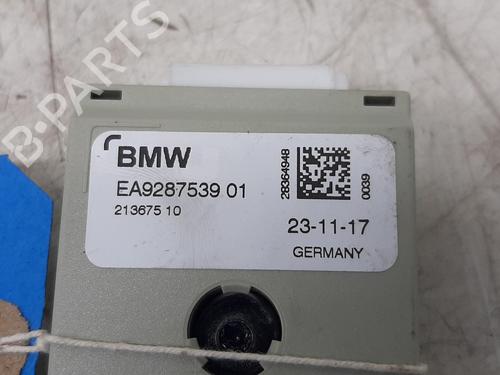 B-PARTS
BMW
EA9287539 01
213675 10
28364948
0039
23-11-17
GERMANY